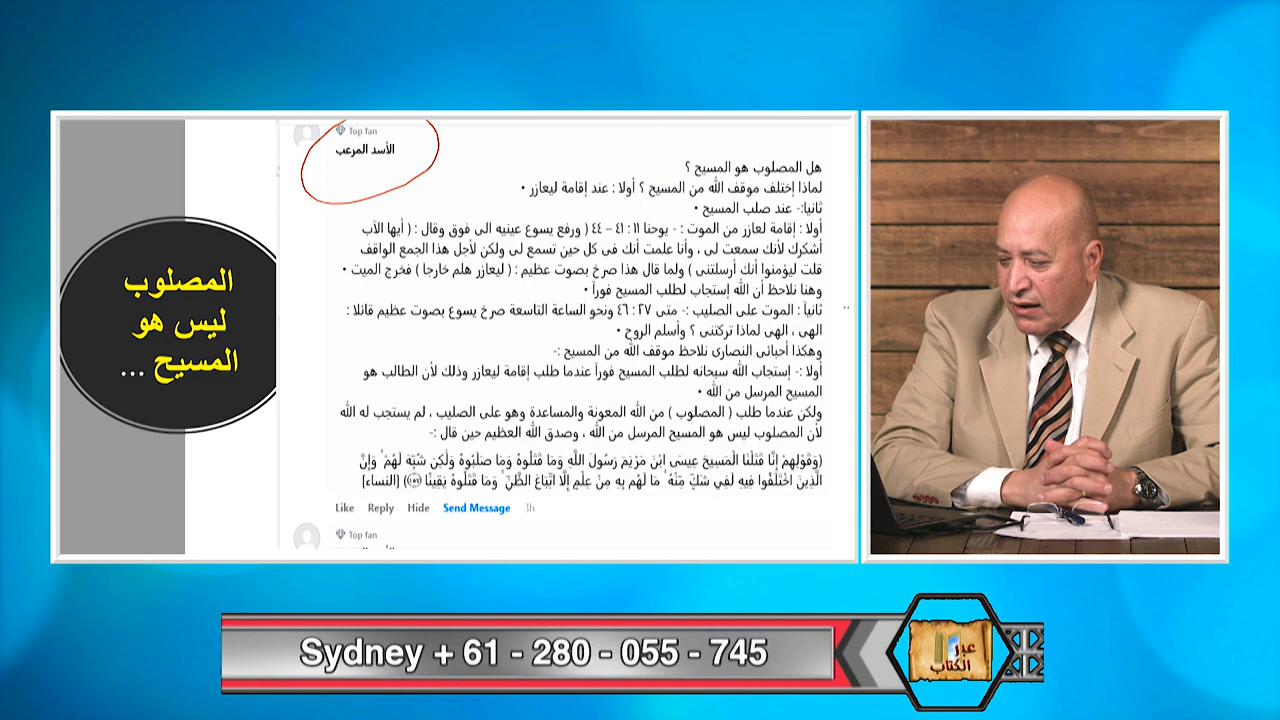 المصلوب
ليس هو
المسيح ...
Top fan
الأسد المرعب
هل المصلوب هو المسيح ؟
لماذا إختلف موقف الله من المسيح ؟ أولا : عند إقامة ليعازر •
ثانيا:- عند صلب المسيح •
أولا : إقامة لعازر من الموت : - يوحنا ١١ : ٤١ – ٤٤ ( ورفع يسوع عينيه الى فوق وقال : ( أيها الآب
أشكرك لأنك سمعت لى ، وأنا علمت أنك فى كل حين تسمع لى ولكن لأجل هذا الجمع الواقف
قلت ليؤمنوا أنك أرسلتنى ) ولما قال هذا صرخ بصوت عظيم : ( ليعازر هلم خارجا ) فخرج الميت •
وهنا نلاحظ أن الله إستجاب لطلب المسيح فوراً •
ثانياً : الموت على الصليب :- متى ٢٧ : ٤٦ ونحو الساعة التاسعة صرخ يسوع بصوت عظيم قائلا :
الهى ، الهى لماذا تركتنى ؟ وأسلم الروح •
وهكذا أحبائى النصارى نلاحظ موقف الله من المسيح :-
أولا :- إستجاب الله سبحانه لطلب المسيح فوراً عندما طلب إقامة ليعازر وذلك لأن الطالب هو
المسيح المرسل من الله •
ولكن عندما طلب ( المصلوب ) من الله المعونة والمساعدة وهو على الصليب ، لم يستجب له الله
لأن المصلوب ليس هو المسيح المرسل من الله ، وصدق الله العظيم حين قال :-
(وَقَوْلِهِمْ إِنَّا قَتَلْنَا الْمَسِيحَ عِيسَى ابْنَ مَرْيَمَ رَسُولَ اللَّهِ وَمَا قَتَلُوهُ وَمَا صَلَبُوهُ وَلَٰكِن شُبِّهَ لَهُمْ ۚ وَإِنَّ
الَّذِينَ اخْتَلَفُوا فِيهِ لَفِي شَكٍّ مِّنْهُ ۚ مَا لَهُم بِهِ مِنْ عِلْمٍ إِلَّا اتِّبَاعَ الظَّنِّ ۚ وَمَا قَتَلُوهُ يَقِينًا (١٥٧)) [النساء]
Like Reply Hide Send Message 3h
Top fan
Sydney + 61 - 280 - 055 - 745
عبر
الكتاب